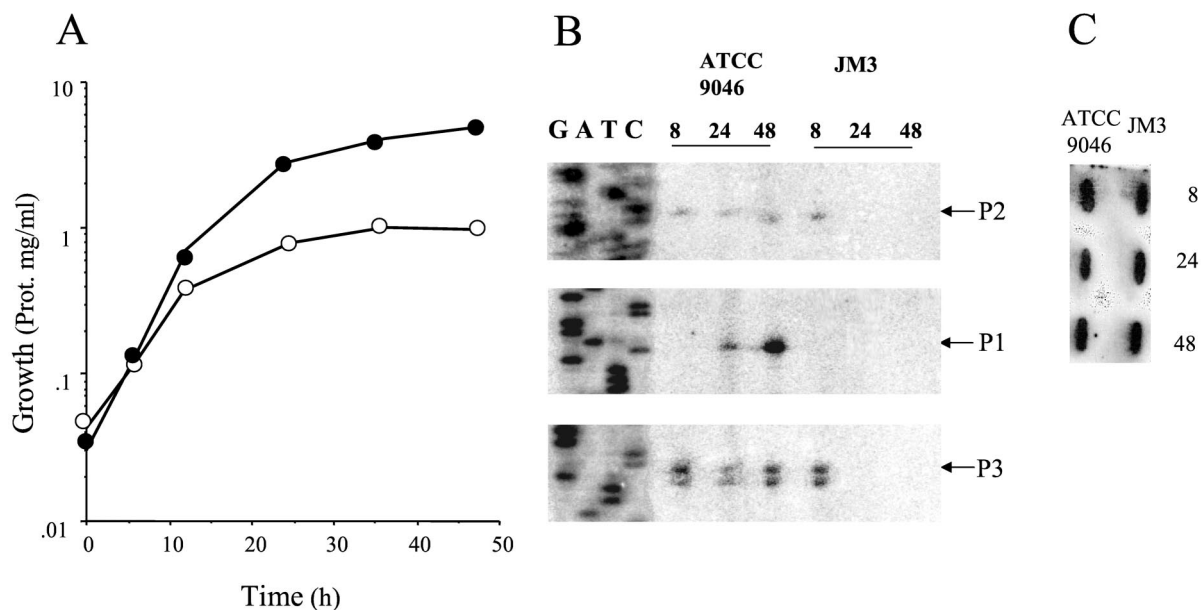 A
10
1
.1
.01
Growth (Prot. mg/ml)
0
10
20
30
40
50
Time (h)
B
ATCC
9046
JM3
G A T C
8 24 48 8 24 48
P2
P1
P3
C
ATCC
9046
JM3
8
24
48